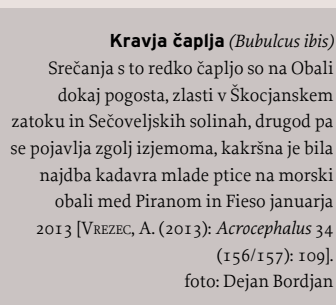 Kravja čaplja (Bubulcus ibis)
Srečanja s to redko čapljo so na Obali
dokaj pogosta, zlasti v Škocjanskem
zatoku in Sečoveljskih solinah, drugod pa
se pojavlja zgolj izjemoma, kakršna je bila
najdba kadavra mlade ptice na morski
obali med Piranom in Fieso januarja
2013 [VREZEC, A. (2013): Acrocephalus 34
(156/157): 109].
foto: Dejan Bordjan